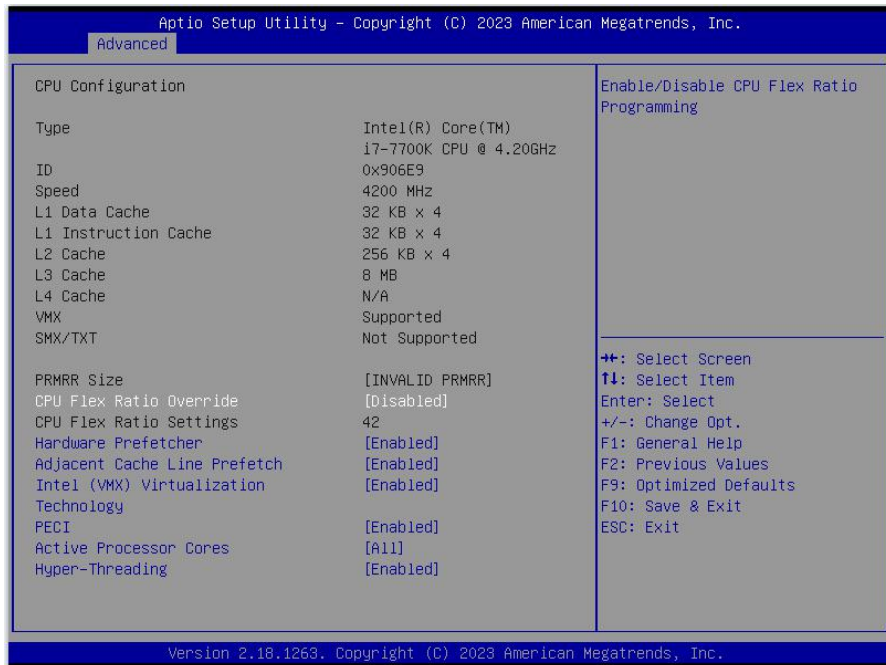 Aptio Setup Utility – Copyright (C) 2023 American Megatrends, Inc.
Advanced
CPU Configuration
Type Intel(R) Core(TM)
i7-7700K CPU @ 4.20GHz
ID 0x906E9
Speed 4200 MHz
L1 Data Cache 32 KB x 4
L1 Instruction Cache 32 KB x 4
L2 Cache 256 KB x 4
L3 Cache 8 MB
L4 Cache N/A
VMX Supported
SMX/TXT Not Supported
PRMRR Size [INVALID PRMRR]
CPU Flex Ratio Override [Disabled]
CPU Flex Ratio Settings 42
Hardware Prefetcher [Enabled]
Adjacent Cache Line Prefetch [Enabled]
Intel (VMX) Virtualization [Enabled]
Technology
PECI [Enabled]
Active Processor Cores [All]
Hyper-Threading [Enabled]
Enable/Disable CPU Flex Ratio
Programming
→←: Select Screen
↑↓: Select Item
Enter: Select
+/-: Change Opt.
F1: General Help
F2: Previous Values
F9: Optimized Defaults
F10: Save & Exit
ESC: Exit
Version 2.18.1263. Copyright (C) 2023 American Megatrends, Inc.